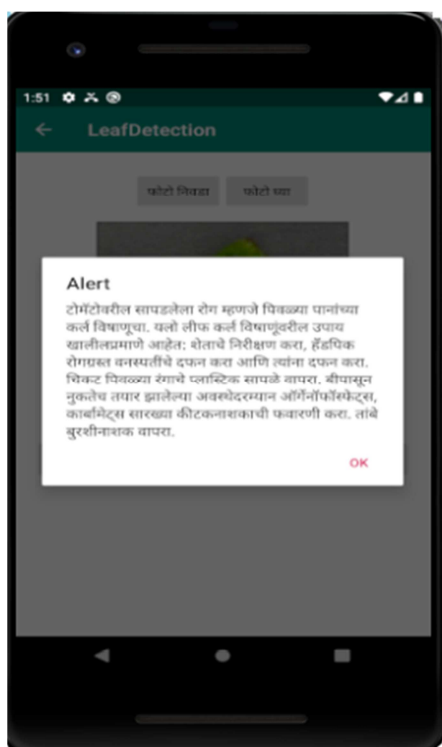 1:51
LeafDetection
फोटो निवडा
फोटो घ्या
Alert
टोमॅटोवरील सापडलेला रोग म्हणजे पिवळ्या पानांच्या
कर्ल विषाणूचा. यलो लीफ कर्ल विषाणूंवरील उपाय
खालीलप्रमाणे आहेत: शेताचे निरीक्षण करा, हँडपिक
रोगग्रस्त वनस्पतींचे दफन करा आणि त्यांना दफन करा.
चिकट पिवळ्या रंगाचे प्लास्टिक सापळे वापरा. बीपासून
नुकतेच तयार झालेल्या अवस्थेदरम्यान ऑर्गेनॉफॉस्फेट्स,
कार्बामेट्स सारख्या कीटकनाशकाची फवारणी करा. तांबे
बुरशीनाशक वापरा.
OK